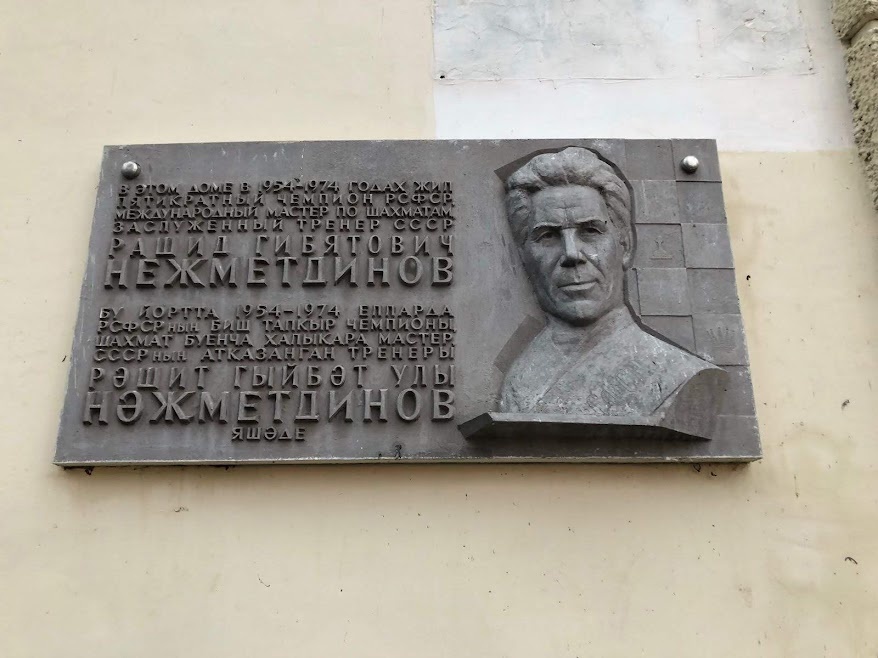 В ЭТОМ ДОМЕ В 1954-1974 ГОДАХ ЖИЛ
ПЯТИКРАТНЫЙ ЧЕМПИОН РСФСР,
МЕЖДУНАРОДНЫЙ МАСТЕР ПО ШАХМАТАМ,
ЗАСЛУЖЕННЫЙ ТРЕНЕР СССР
РАШИД ГИБЯТОВИЧ
НЕЖМЕТДИНОВ
БУ ЙОРТТА 1954-1974 ЕЛЛАРДА
РСФСРның БИШ ТАПКЫР ЧЕМПИОНЫ,
ШАХМАТ БУЕНЧА ХАЛЫКАРА МАСТЕР,
СССРның АТКАЗАНГАН ТРЕНЕРЫ
РӘШИТ ГЫЙБӘТ УЛЫ
НӘЖМЕТДИНОВ
ЯШӘДЕ